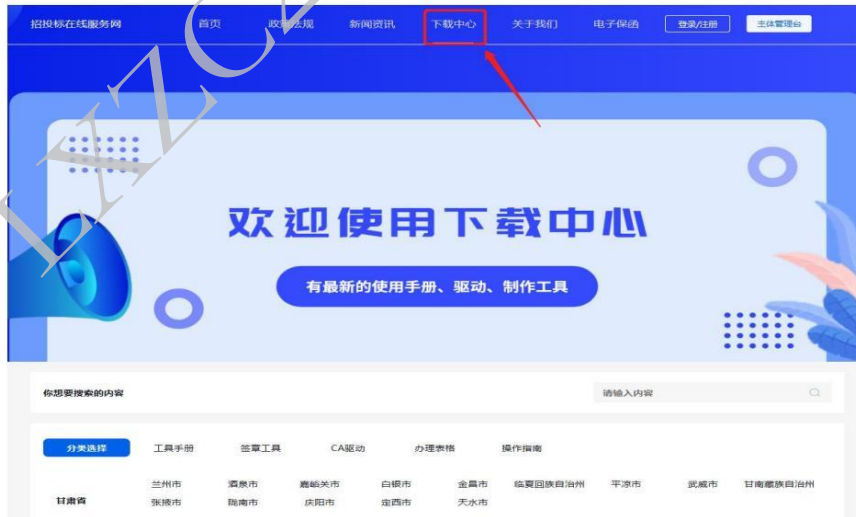 招投标在线服务网 首页 政策法规 新闻资讯 下载中心 关于我们 电子保函 登录/注册 主体管理台
欢迎使用下载中心
有最新的使用手册、驱动、制作工具
你想要搜索的内容 请输入内容
分类选择 工具手册 签章工具 CA驱动 办理表格 操作指南
兰州市 酒泉市 嘉峪关市 白银市 金昌市 临夏回族自治州 平凉市 武威市 甘南藏族自治州
甘肃省
张掖市 陇南市 庆阳市 定西市 天水市
LXZC